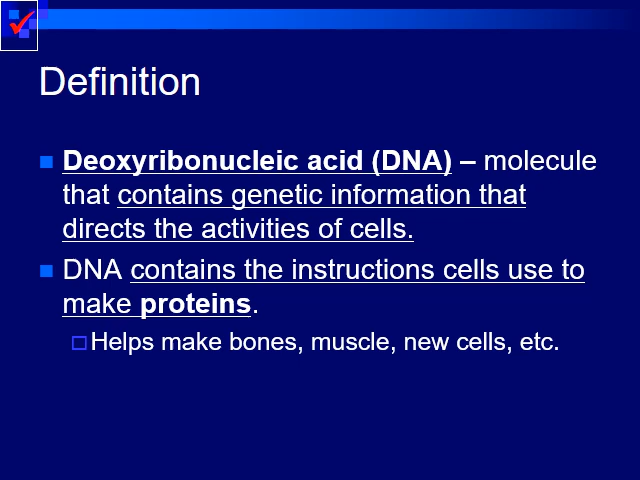 Definition
Deoxyribonucleic acid (DNA) – molecule
that contains genetic information that
directs the activities of cells.
DNA contains the instructions cells use to
make proteins.
Helps make bones, muscle, new cells, etc.